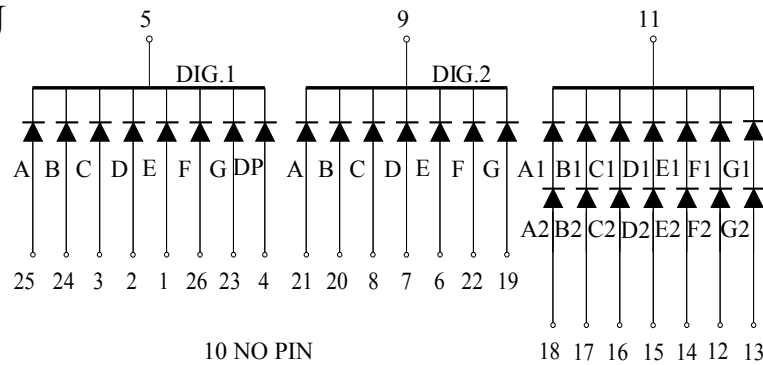 5 9 11
DIG.1 DIG.2
A B C D E F G DP A B C D E F G A1 B1 C1 D1 E1 F1 G1
A2 B2 C2 D2 E2 F2 G2
25 24 3 2 1 26 23 4 21 20 8 7 6 22 19
10 NO PIN 18 17 16 15 14 12 13